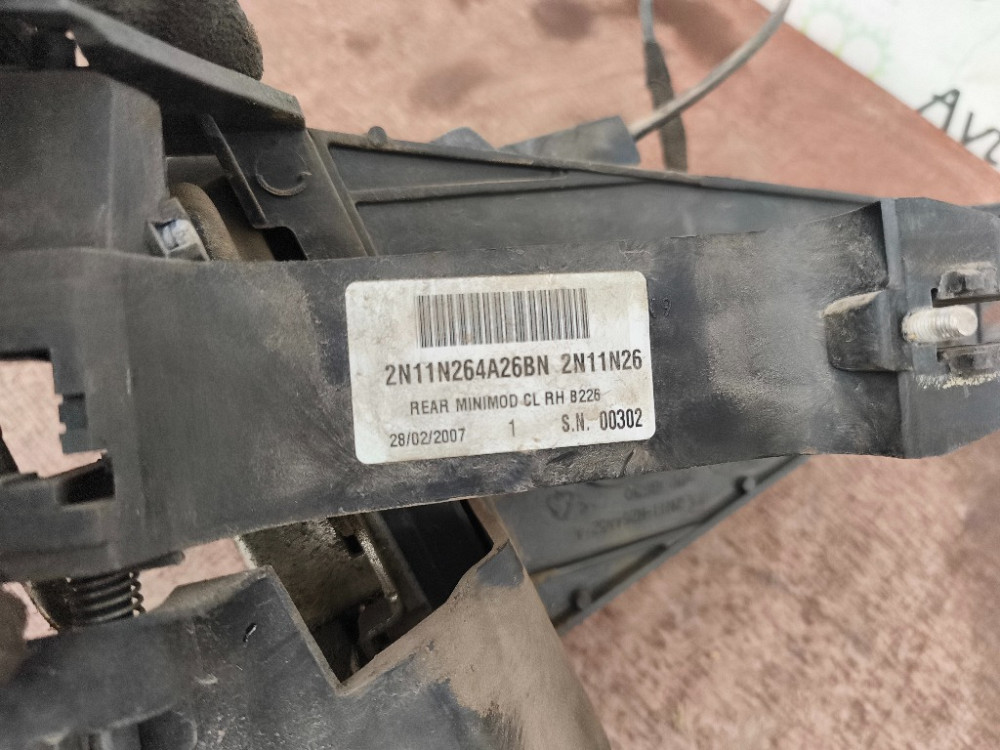 2N11N264A26BN 2N11N26
REAR MINIMOD CL RH B226
28/02/2007 1 S.N. 00302